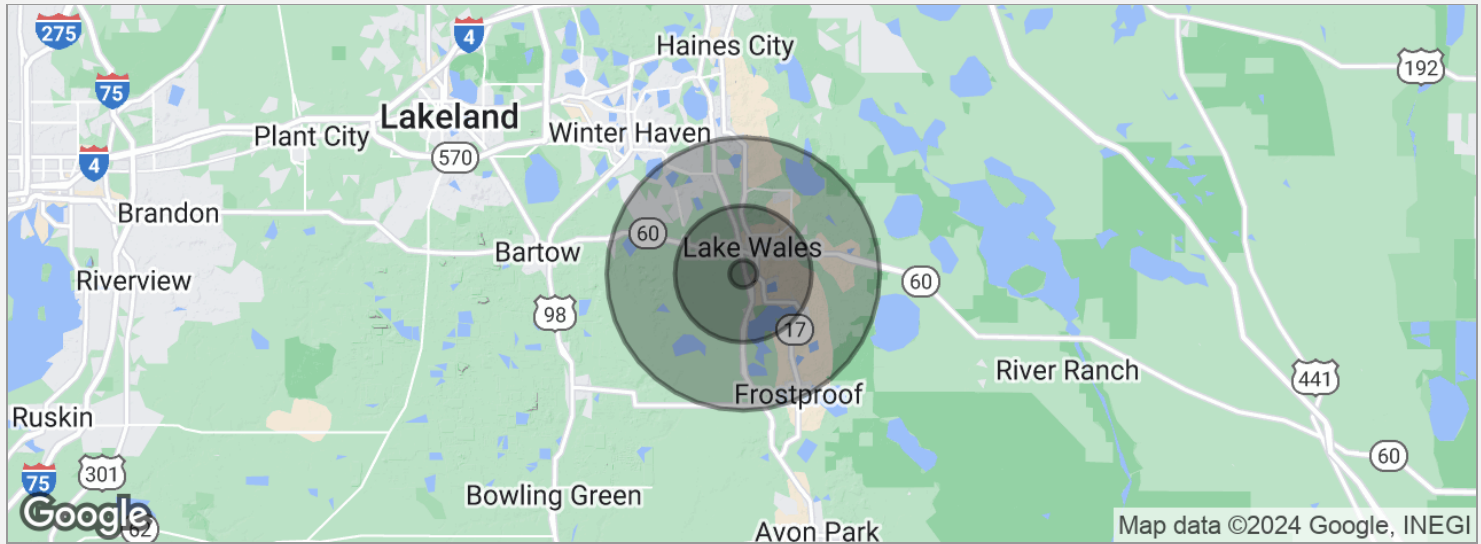 275
4
Haines City
192
75
Lakeland
Plant City
Winter Haven
570
4
Brandon
60
Lake Wales
Bartow
60
Riverview
98
17
River Ranch
441
Frostproof
Ruskin
60
301
75
Bowling Green
Google
62
Avon Park
Map data ©2024 Google, INEGI